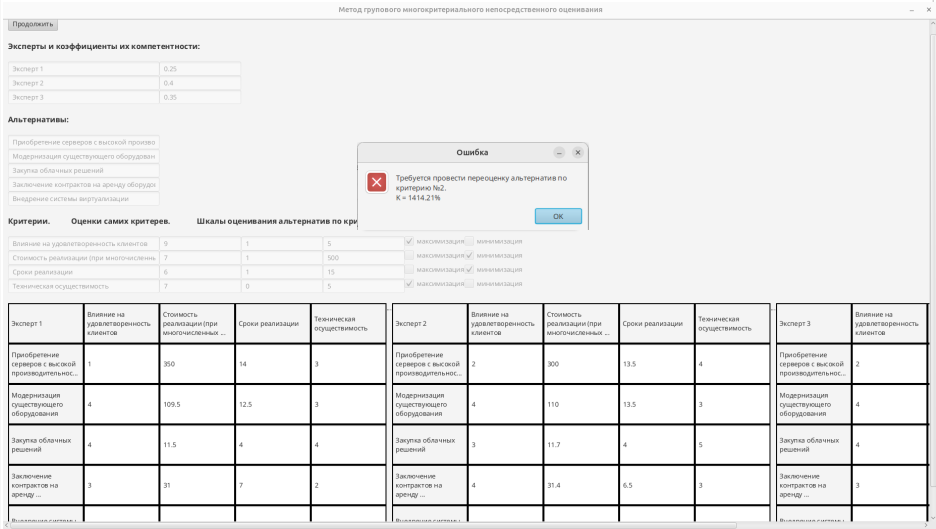 Метод групового многокритериального непосредственного оценивания
Продолжить
Эксперты и коэффициенты их компетентности:
Эксперт 1 0.25
Эксперт 2 0.4
Эксперт 3 0.35
Альтернативы:
Приобретение серверов с высокой произво
Модернизация существующего оборудован
Закупка облачных решений
Заключение контрактов на аренду оборудо
Внедрение системы виртуализации
Ошибка
Требуется провести переоценку альтернатив по
критерию №2.
K = 1414.21%
OK
Критерии. Оценки самих критерев. Шкалы оценивания альтернатив по кри
Влияние на удовлетворенность клиентов 9 1 5 максимизация минимизация
Стоимость реализации (при многочисленнь 7 1 500 максимизация минимизация
Сроки реализации 6 1 15 максимизация минимизация
Техническая осуществимость 7 0 5 максимизация минимизация
Эксперт 1
Влияние на
удовлетворенность
клиентов
Стоимость
реализации (при
многочисленных ...
Сроки реализации
Техническая
осуществимость
Эксперт 2
Влияние на
удовлетворенность
клиентов
Стоимость
реализации (при
многочисленных ...
Сроки реализации
Техническая
осуществимость
Эксперт 3
Влияние на
удовлетворенность
клиентов
Приобретение
серверов с высокой
производительнос...
1 350 14 3
Приобретение
серверов с высокой
производительнос...
2 300 13.5 4
Приобретение
серверов с высокой
производительнос...
2
Модернизация
существующего
оборудования
4 109.5 12.5 3
Модернизация
существующего
оборудования
4 110 13.5 3
Модернизация
существующего
оборудования
4
Закупка облачных
решений
4 11.5 4 4
Закупка облачных
решений
3 11.7 4 5
Закупка облачных
решений
4
Заключение
контрактов на
аренду ...
3 31 7 2
Заключение
контрактов на
аренду ...
4 31.4 6.5 3
Заключение
контрактов на
аренду ...
3